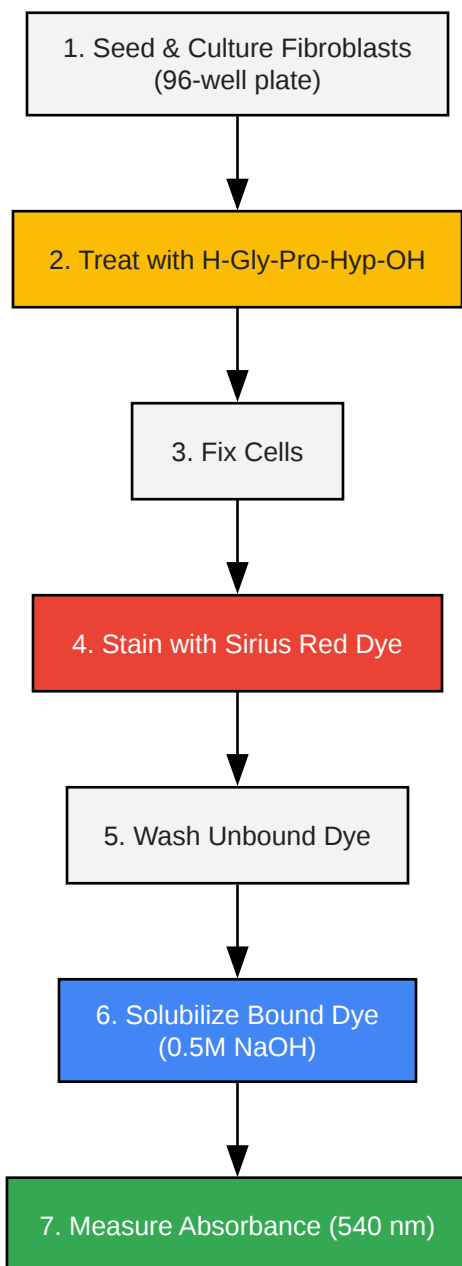 1. Seed & Culture Fibroblasts
(96-well plate)
2. Treat with H-Gly-Pro-Hyp-OH
3. Fix Cells
4. Stain with Sirius Red Dye
5. Wash Unbound Dye
6. Solubilize Bound Dye
(0.5M NaOH)
7. Measure Absorbance (540 nm)